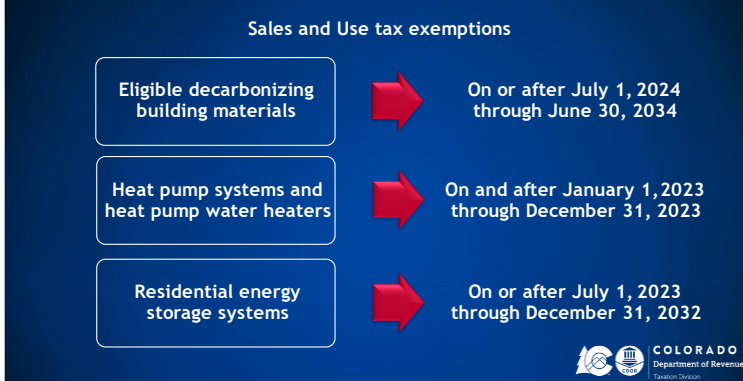 Sales and Use tax exemptions
Eligible decarbonizing
building materials
On or after July 1, 2024
through June 30, 2034
Heat pump systems and
heat pump water heaters
On and after January 1,2023
through December 31, 2023
Residential energy
storage systems
On or after July 1, 2023
through December 31, 2032
CDOR
COLORADO
Department of Revenue
Taxation Division